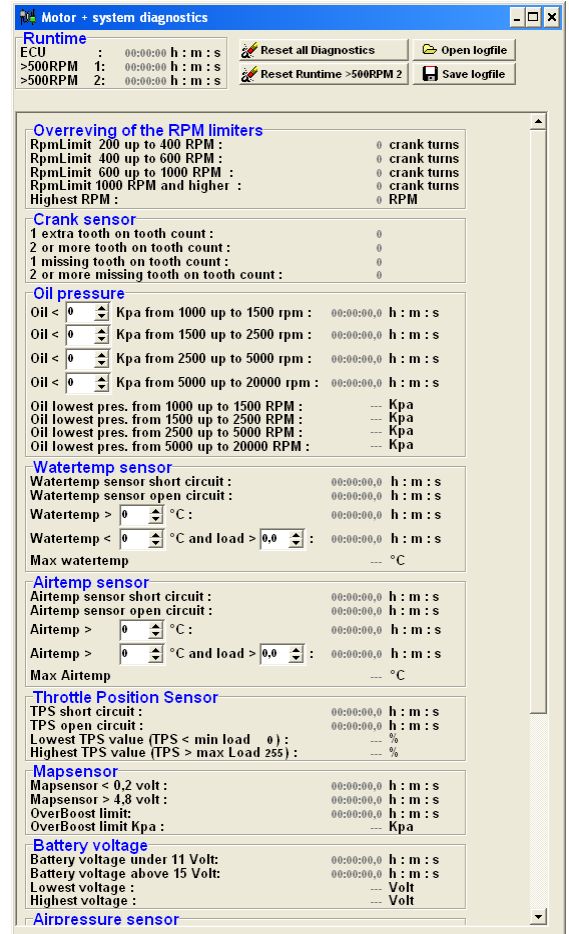 Motor + system diagnostics
Runtime
ECU : 00:00:00 h : m : s
>500RPM 1: 00:00:00 h : m : s
>500RPM 2: 00:00:00 h : m : s
Reset all Diagnostics
Open logfile
Reset Runtime >500RPM 2
Save logfile
Overreving of the RPM limiters
RpmLimit 200 up to 400 RPM : 0 crank turns
RpmLimit 400 up to 600 RPM : 0 crank turns
RpmLimit 600 up to 1000 RPM : 0 crank turns
RpmLimit 1000 RPM and higher : 0 crank turns
Highest RPM : 0 RPM
Crank sensor
1 extra tooth on tooth count : 0
2 or more tooth on tooth count : 0
1 missing tooth on tooth count : 0
2 or more missing tooth on tooth count : 0
Oil pressure
Oil < 0 Kpa from 1000 up to 1500 rpm : 00:00:00,0 h : m : s
Oil < 0 Kpa from 1500 up to 2500 rpm : 00:00:00,0 h : m : s
Oil < 0 Kpa from 2500 up to 5000 rpm : 00:00:00,0 h : m : s
Oil < 0 Kpa from 5000 up to 20000 rpm : 00:00:00,0 h : m : s
Oil lowest pres. from 1000 up to 1500 RPM : --- Kpa
Oil lowest pres. from 1500 up to 2500 RPM : --- Kpa
Oil lowest pres. from 2500 up to 5000 RPM : --- Kpa
Oil lowest pres. from 5000 up to 20000 RPM : --- Kpa
Watertemp sensor
Watertemp sensor short circuit : 00:00:00,0 h : m : s
Watertemp sensor open circuit : 00:00:00,0 h : m : s
Watertemp > 0 °C : 00:00:00,0 h : m : s
Watertemp < 0 °C and load > 0,0 : 00:00:00,0 h : m : s
Max watertemp --- °C
Airtemp sensor
Airtemp sensor short circuit : 00:00:00,0 h : m : s
Airtemp sensor open circuit : 00:00:00,0 h : m : s
Airtemp > 0 °C : 00:00:00,0 h : m : s
Airtemp > 0 °C and load > 0,0 : 00:00:00,0 h : m : s
Max Airtemp --- °C
Throttle Position Sensor
TPS short circuit : 00:00:00,0 h : m : s
TPS open circuit : 00:00:00,0 h : m : s
Lowest TPS value (TPS < min load 0 ) : --- %
Highest TPS value (TPS > max Load 255) : --- %
Mapsensor
Mapsensor < 0,2 volt : 00:00:00,0 h : m : s
Mapsensor > 4,8 volt : 00:00:00,0 h : m : s
OverBoost limit: 00:00:00,0 h : m : s
OverBoost limit Kpa : --- Kpa
Battery voltage
Battery voltage under 11 Volt: 00:00:00,0 h : m : s
Battery voltage above 15 Volt: 00:00:00,0 h : m : s
Lowest voltage : --- Volt
Highest voltage : --- Volt
Airpressure sensor